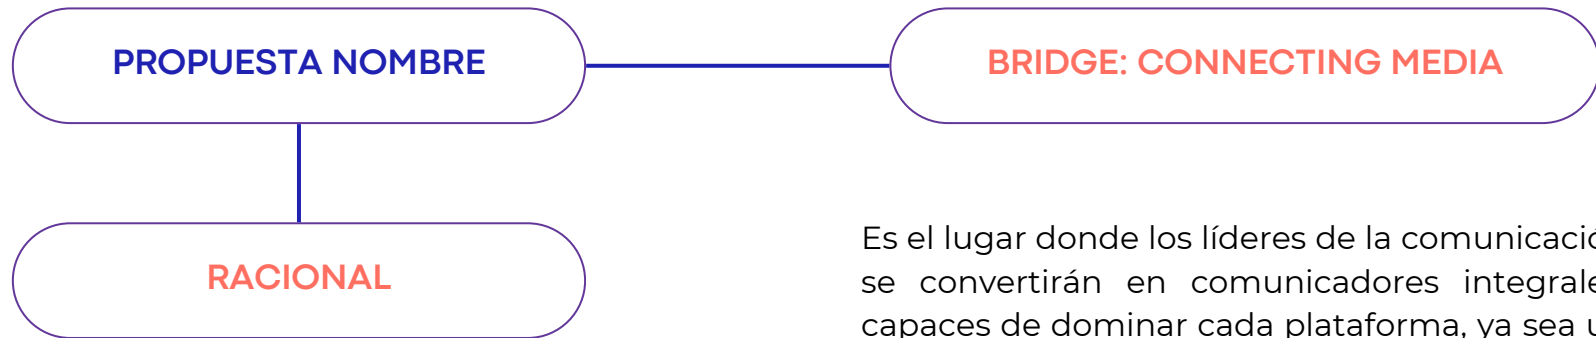 PROPUESTA NOMBRE
BRIDGE: CONNECTING MEDIA
RACIONAL
Es el lugar donde los líderes de la
se convertirán en comunicadores
capaces de dominar cada plataforma, ya sea